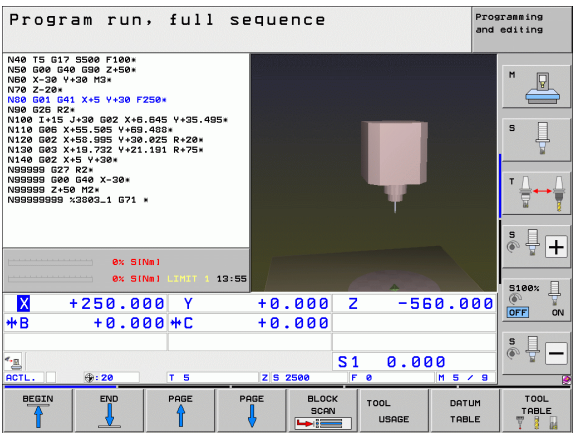 Program run, full sequence
Programming
and editing
N40 T5 G17 S500 F100*
N50 G00 G40 G90 Z+50*
N60 X-30 Y+30 M3*
N70 Z-20*
N80 G01 G41 X+5 Y+30 F250*
N90 G26 R2*
N100 I+15 J+30 G02 X+6.645 Y+35.495*
N110 G06 X+55.505 Y+69.488*
N120 G02 X+58.995 Y+30.025 R+20*
N130 G03 X+19.732 Y+21.191 R+75*
N140 G02 X+5 Y+30*
N99999 G27 R2*
N99999 G00 G40 X-30*
N99999 Z+50 M2*
N99999999 %3803_1 G71 *
0% S[Nm]
0% S[Nm] LIMIT 1 13:55
X +250.000 Y +0.000 Z -560.000
B +0.000 C +0.000
S1 0.000
ACTL. : 20 T 5 Z S 2500 F 0 M 5 / 9
M
S
T
S
+
S100%
OFF ON
S
−
BEGIN
END
PAGE
PAGE
BLOCK
SCAN
TOOL
USAGE
DATUM
TABLE
TOOL
TABLE